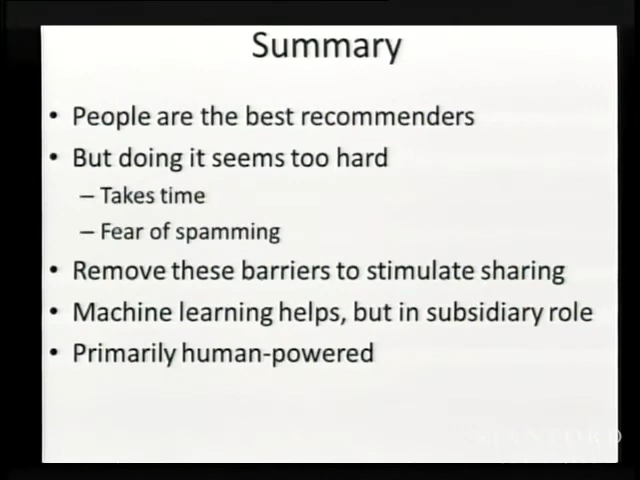 Summary
• People are the best recommenders
• But doing it seems too hard
– Takes time
– Fear of spamming
• Remove these barriers to stimulate sharing
• Machine learning helps, but in subsidiary role
• Primarily human-powered
STANFORD